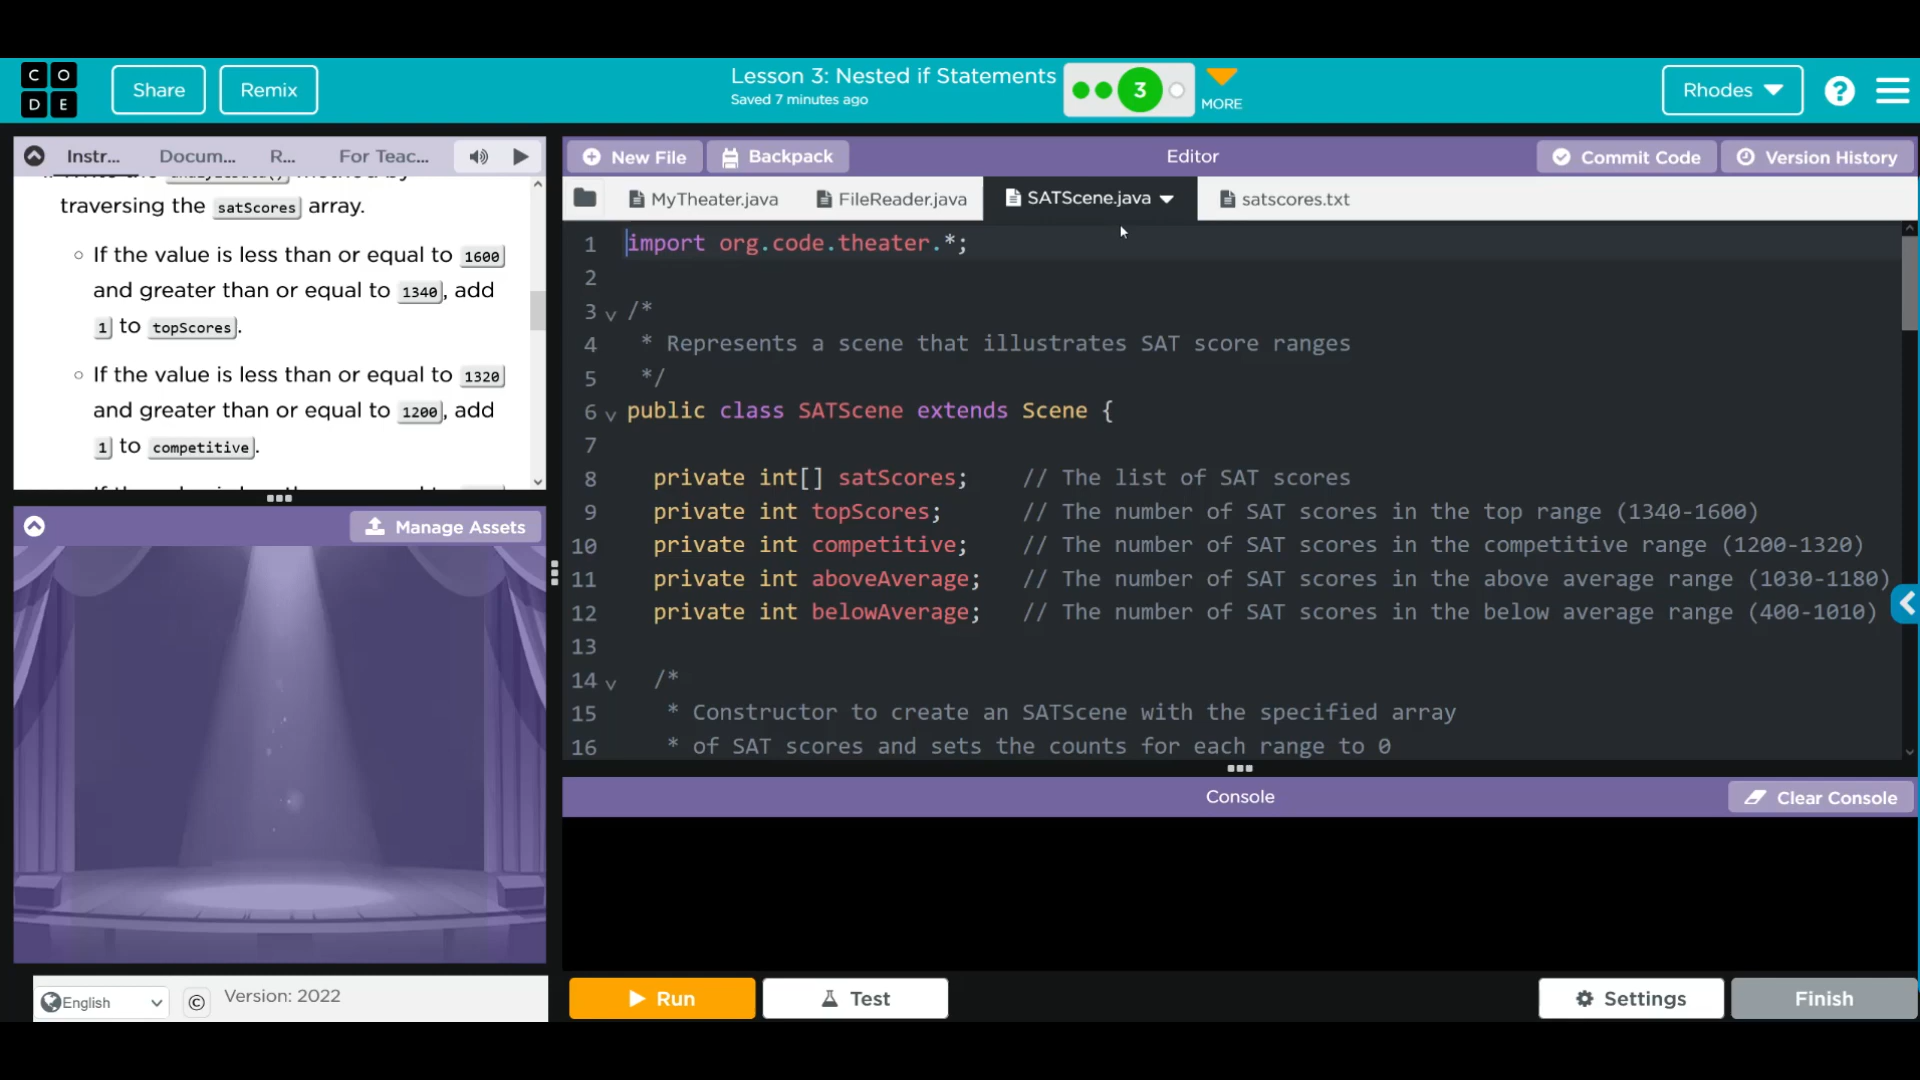 C O
D E
Share
Remix
Lesson 3: Nested if Statements
Saved 7 minutes ago
3
MORE
Rhodes
?
Instr...
Docum...
R...
For Teac...
New File
Backpack
Editor
Commit Code
Version History
MyTheater.java
FileReader.java
SATScene.java
satscores.txt
traversing the satScores array.
If the value is less than or equal to 1600
and greater than or equal to 1340, add
1 to topScores.
If the value is less than or equal to 1320
and greater than or equal to 1200, add
1 to competitive.
1 import org.code.theater.*;
2
3 /*
4 * Represents a scene that illustrates SAT score ranges
5 */
6 public class SATScene extends Scene {
7
8 private int[] satScores; // The list of SAT scores
9 private int topScores; // The number of SAT scores in the top range (1340-1600)
10 private int competitive; // The number of SAT scores in the competitive range (1200-1320)
11 private int aboveAverage; // The number of SAT scores in the above average range (1030-1180)
12 private int belowAverage; // The number of SAT scores in the below average range (400-1010)
13
14 /*
15 * Constructor to create an SATScene with the specified array
16 * of SAT scores and sets the counts for each range to 0
Manage Assets
Console
Clear Console
English
©
Version: 2022
Run
Test
Settings
Finish